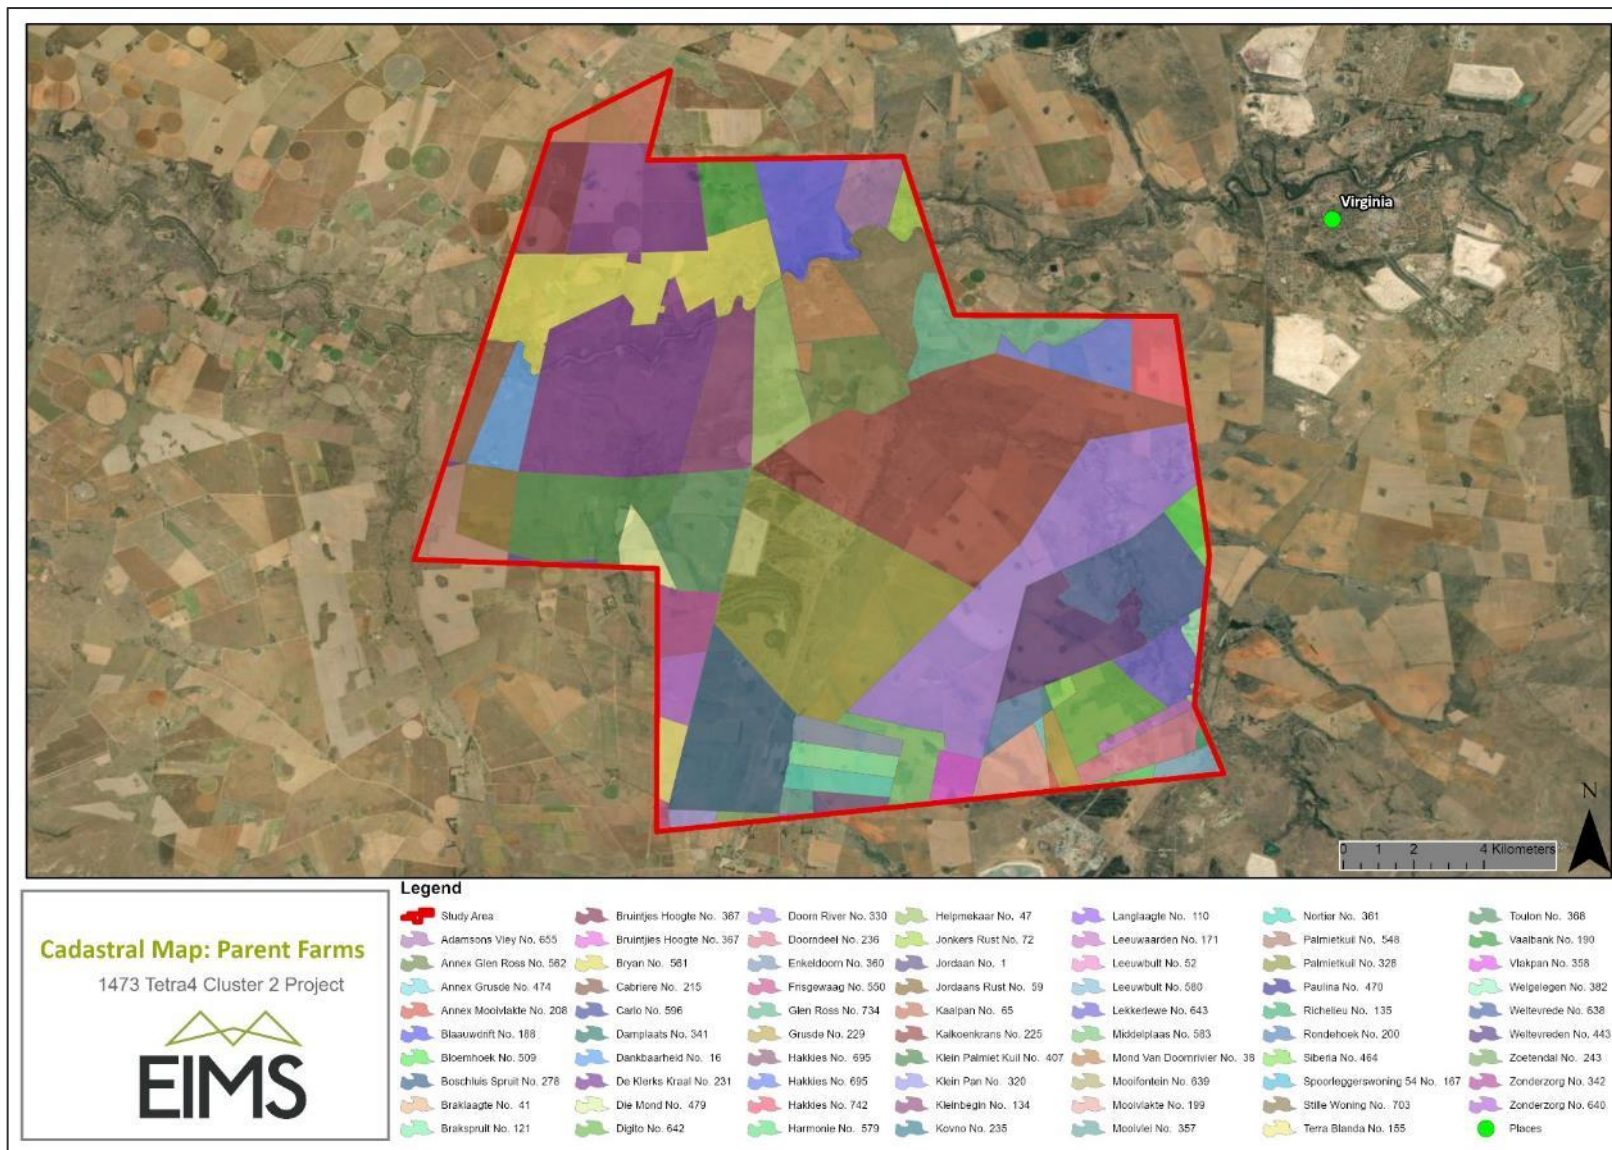 Virginia
N
0 1 2 4 Kilometers
Cadastral Map: Parent Farms
1473 Tetra4 Cluster 2 Project
EIMS
Legend
Study Area
Adamsons Vley No. 655
Annex Glen Ross No. 562
Annex Grusde No. 474
Annex Mooivlakte No. 208
Blaauwdrift No. 188
Bloemhoek No. 509
Boschluis Spruit No. 278
Braklaagte No. 41
Brakspruit No. 121
Bruintjes Hoogte No. 367
Bruintjies Hoogte No. 367
Bryan No. 561
Cabriere No. 215
Carlo No. 596
Damplaats No. 341
Dankbaarheid No. 16
De Klerks Kraal No. 231
Die Mond No. 479
Digito No. 642
Doorn River No. 330
Doorndeel No. 236
Enkeldoorn No. 360
Frisgewaag No. 550
Glen Ross No. 734
Grusde No. 229
Hakkies No. 695
Hakkies No. 695
Hakkies No. 742
Harmonie No. 579
Helpmekaar No. 47
Jonkers Rust No. 72
Jordaan No. 1
Jordaans Rust No. 59
Kaalpan No. 65
Kalkoenkrans No. 225
Klein Palmiet Kuil No. 407
Klein Pan No. 320
Kleinbegin No. 134
Kovno No. 235
Langlaagte No. 110
Leeuwaarden No. 171
Leeuwbult No. 52
Leeuwbult No. 580
Lekkerlewe No. 643
Middelplaas No. 583
Mond Van Doornrivier No. 38
Mooifontein No. 639
Mooivlakte No. 199
Mooivlei No. 357
Nortier No. 361
Palmietkuil No. 548
Palmietkuil No. 328
Paulina No. 470
Richelieu No. 135
Rondehoek No. 200
Siberia No. 464
Spoorleggerswoning 54 No. 167
Stille Woning No. 703
Terra Blanda No. 155
Toulon No. 368
Vaalbank No. 190
Vlakpan No. 358
Welgelegen No. 382
Weltevrede No. 638
Weltevreden No. 443
Zoetendal No. 243
Zonderzorg No. 342
Zonderzorg No. 640
Places